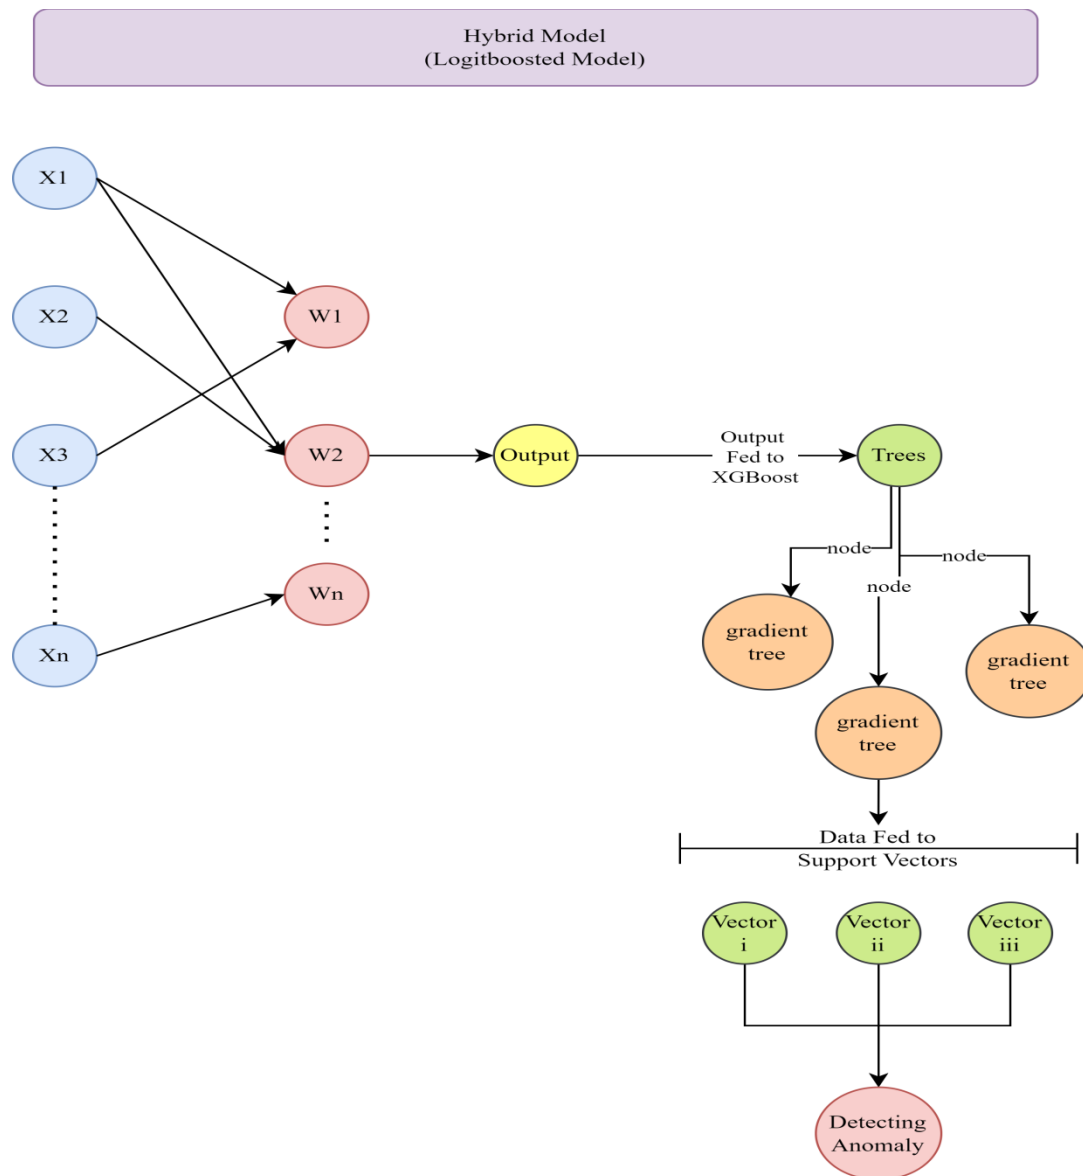 Hybrid Model
(Logitboosted Model)
X1
X2
W1
X3
W2
Output
Output
Fed to
XGBoost
Trees
node
node
node
Wn
Xn
gradient
tree
gradient
tree
gradient
tree
Data Fed to
Support Vectors
Vector
i
Vector
ii
Vector
iii
Detecting
Anomaly